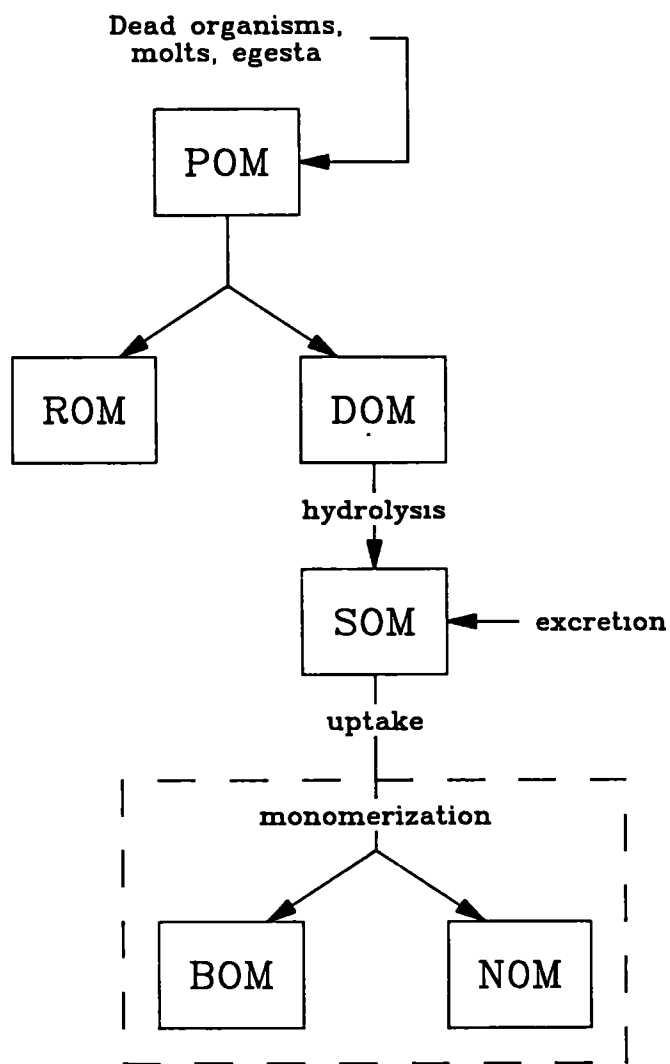 Dead organisms,
molts, egesta
POM
ROM
DOM
hydrolysis
SOM
excretion
uptake
monomerization
BOM
NOM